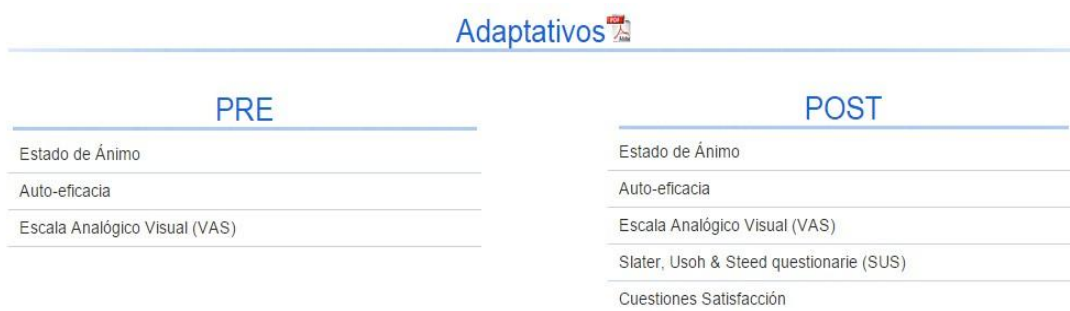 Adaptativos
PRE
Estado de Ánimo
Auto-eficacia
Escala Analógico Visual (VAS)
POST
Estado de Ánimo
Auto-eficacia
Escala Analógico Visual (VAS)
Slater, Usoh & Steed questionarie (SUS)
Cuestiones Satisfacción